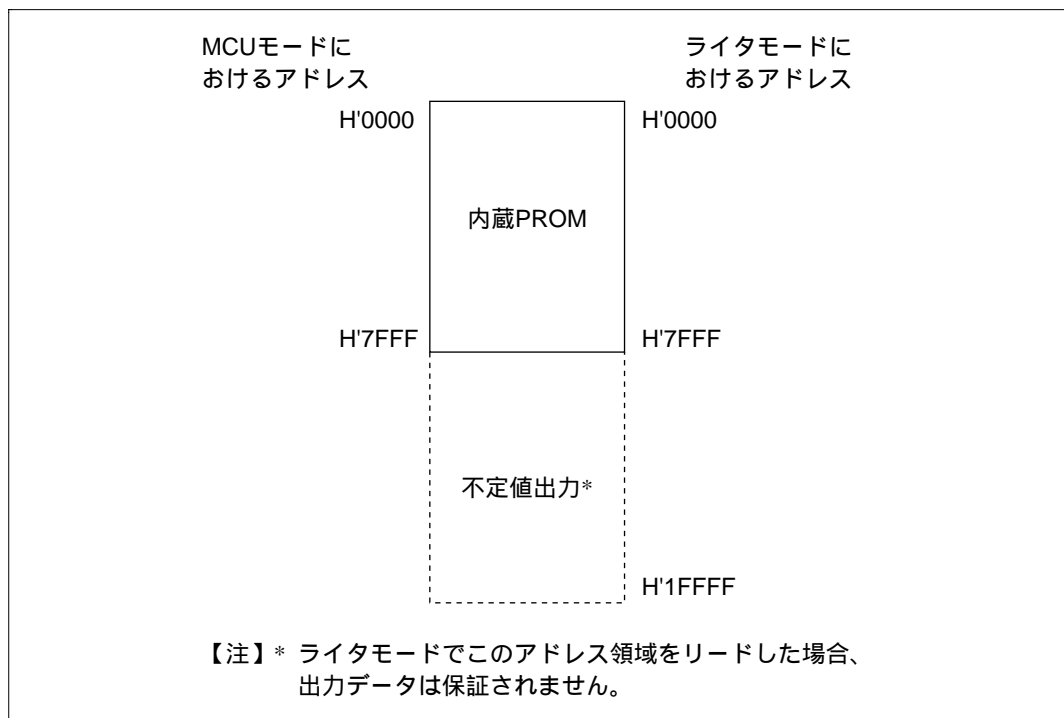 MCUモードに
おけるアドレス
ライタモードに
おけるアドレス
H'0000
H'0000
内蔵PROM
H'7FFF
H'7FFF
不定値出力*
H'1FFFF
【注】* ライタモードでこのアドレス領域をリードした場合、
出力データは保証されません。